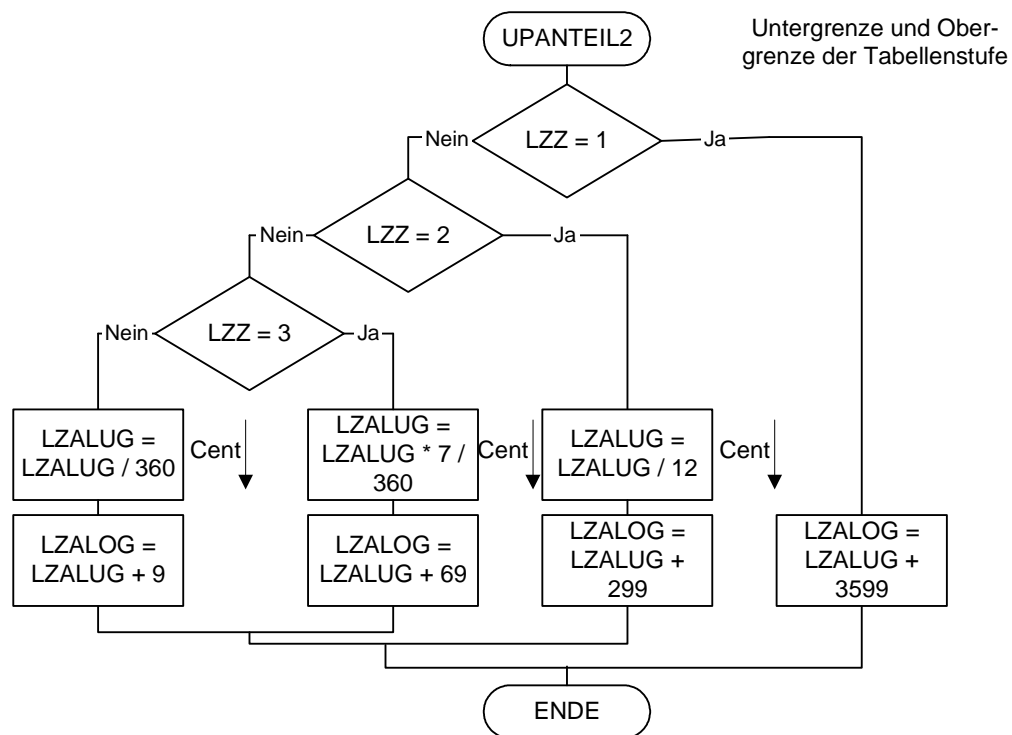 UPANTEIL2
Untergrenze und Ober-
grenze der Tabellenstufe
LZZ = 1
Nein
Ja
LZZ = 2
Nein
Ja
LZZ = 3
Nein
Ja
LZALUG =
LZALUG / 360
Cent
LZALUG =
LZALUG * 7 /
360
Cent
LZALUG =
LZALUG / 12
Cent
LZALOG =
LZALUG + 9
LZALOG =
LZALUG + 69
LZALOG =
LZALUG +
299
LZALOG =
LZALUG +
3599
ENDE